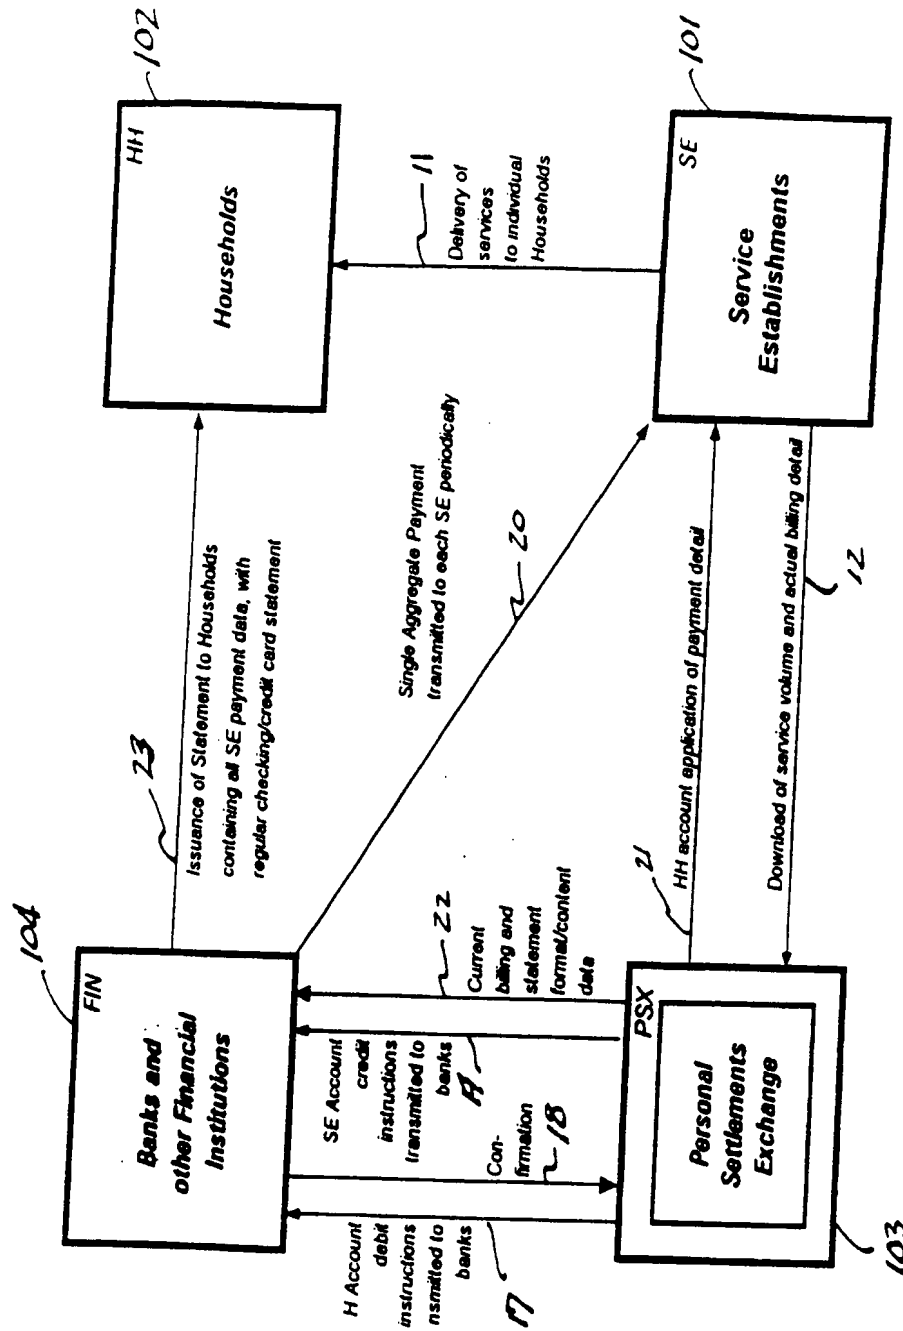 104
FIN
Banks and
other Financial
Institutions
23
Issuance of Statement to Households
containing all SE payment data, with
regular checking/credit card statement
HH
102
Households
H Account
debit
instructions
nsmitted to
banks
17
Con-
firmation
18
SE Account
credit
instructions
transmitted to
banks
22
Current
billing and
statement
format/content
data
Single Aggregate Payment
transmitted to each SE periodically
20
11
Delivery of
services
to individual
Households
PSX
Personal
Settlements
Exchange
103
21
HH account application of payment detail
Download of service volume and actual billing detail
12
SE
101
Service
Establishments